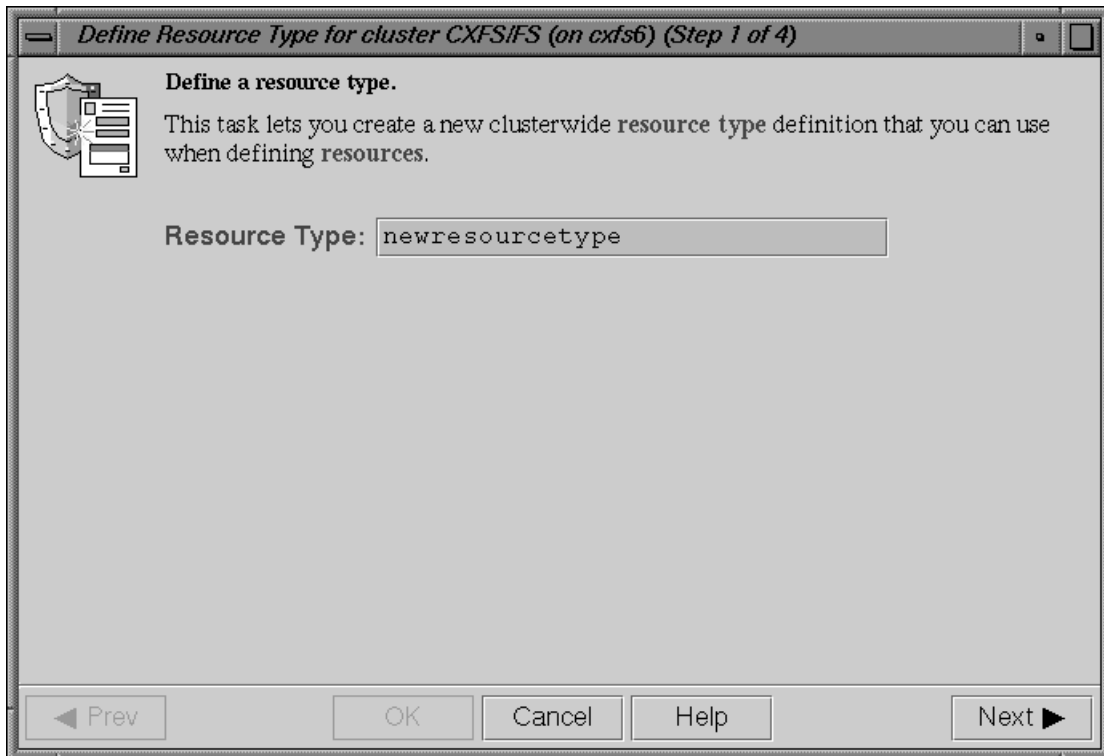 Define Resource Type for cluster CXFS/FS (on cxfs6) (Step 1 of 4)
Define a resource type.
This task lets you create a new clusterwide resource type definition that you can use
when defining resources.
Resource Type: newresourcetype
Prev OK Cancel Help Next